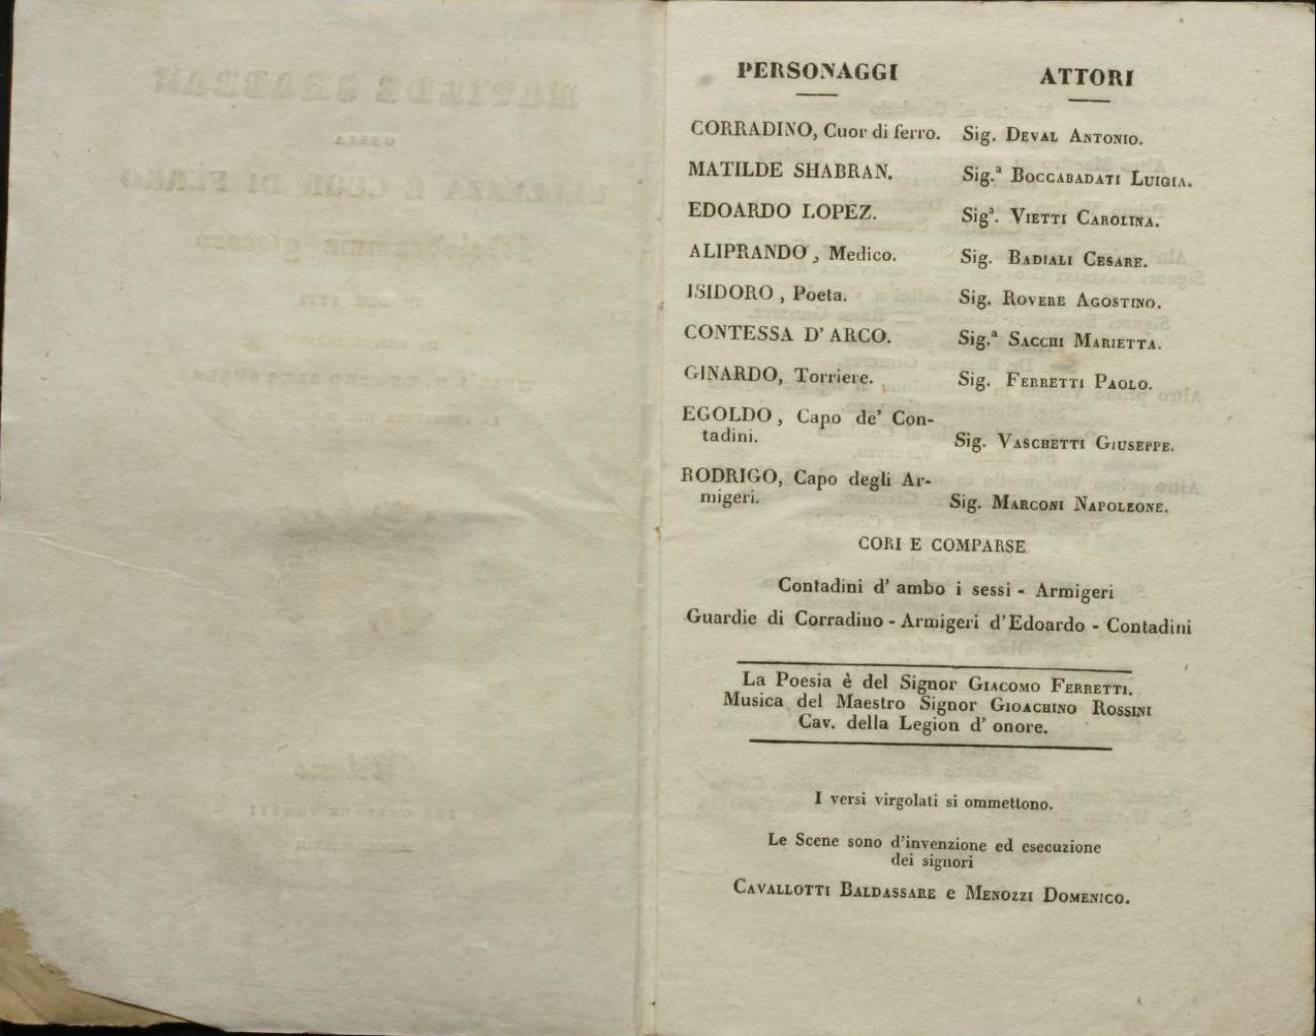 PERSONAGGI ATTORI
CORRADINO, Cuor di ferro. Sig. DEVAL ANTONIO.
MATILDE SHABRAN. Sig.ª BOCCABADATI LUIGIA.
EDOARDO LOPEZ. Sigª. VIETTI CAROLINA.
ALIPRANDO, Medico. Sig. BADIALI CESARE.
ISIDORO, Poeta. Sig. ROVERE AGOSTINO.
CONTESSA D' ARCO. Sig.ª SACCHI MARIETTA.
GINARDO, Torriere. Sig. FERRETTI PAOLO.
EGOLDO, Capo de' Con-
tadini. Sig. VASCHETTI GIUSEPPE.
RODRIGO, Capo degli Ar-
migeri. Sig. MARCONI NAPOLEONE.
CORI E COMPARSE
Contadini d' ambo i sessi - Armigeri
Guardie di Corradino - Armigeri d'Edoardo - Contadini
La Poesia è del Signor GIACOMO FERRETTI.
Musica del Maestro Signor GIOACHINO ROSSINI
Cav. della Legion d' onore.
I versi virgolati si ommettono.
Le Scene sono d'invenzione ed esecuzione
dei signori
CAVALLOTTI BALDASSARE e MENOZZI DOMENICO.